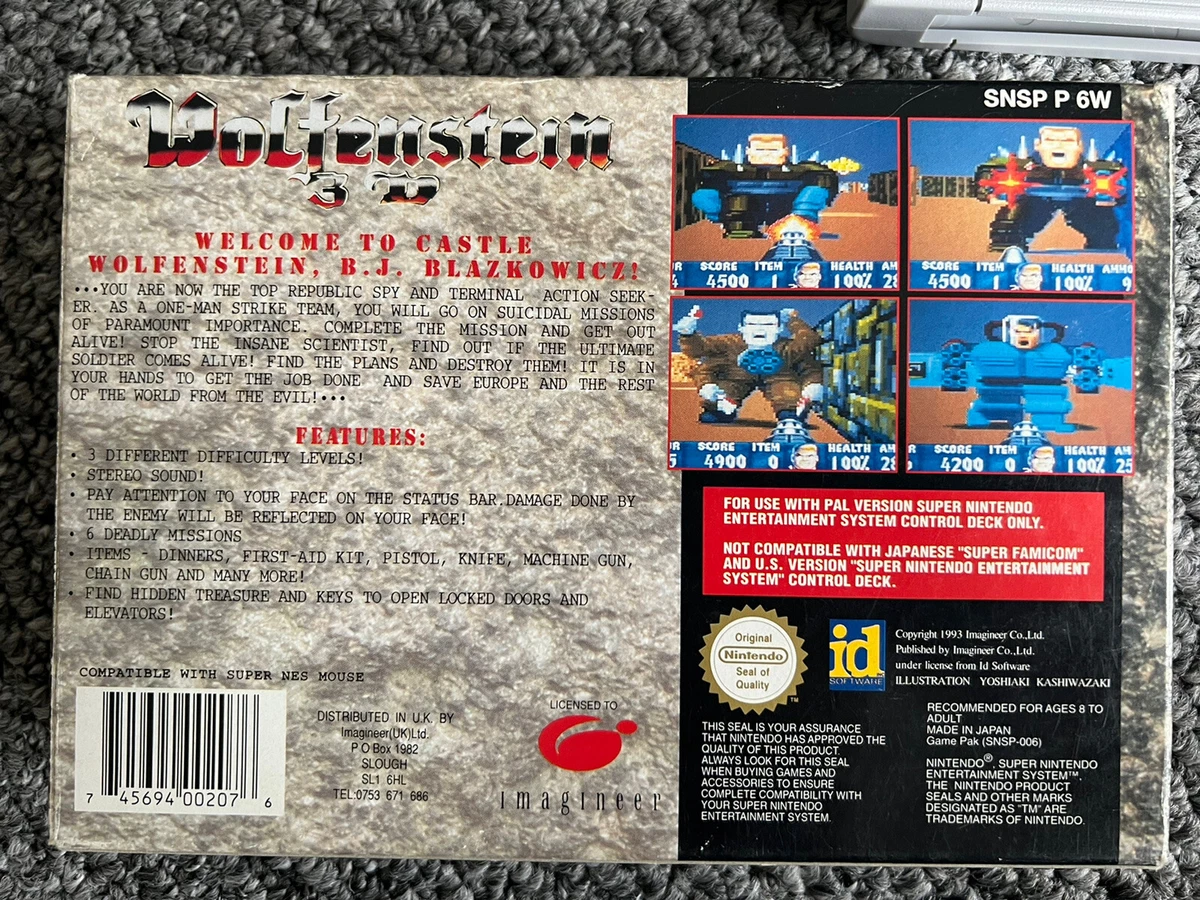 Wolfenstein
3 D
WELCOME TO CASTLE
WOLFENSTEIN, B.J. BLAZKOWICZ!
•••YOU ARE NOW THE TOP REPUBLIC SPY AND TERMINAL ACTION SEEK-
ER. AS A ONE-MAN STRIKE TEAM, YOU WILL GO ON SUICIDAL MISSIONS
OF PARAMOUNT IMPORTANCE. COMPLETE THE MISSION AND GET OUT
ALIVE! STOP THE INSANE SCIENTIST, FIND OUT IF THE ULTIMATE
SOLDIER COMES ALIVE! FIND THE PLANS AND DESTROY THEM! IT IS IN
YOUR HANDS TO GET THE JOB DONE AND SAVE EUROPE AND THE REST
OF THE WORLD FROM THE EVIL!•••
FEATURES:
• 3 DIFFERENT DIFFICULTY LEVELS!
• STEREO SOUND!
• PAY ATTENTION TO YOUR FACE ON THE STATUS BAR.DAMAGE DONE BY
THE ENEMY WILL BE REFLECTED ON YOUR FACE!
• 6 DEADLY MISSIONS
• ITEMS - DINNERS, FIRST-AID KIT, PISTOL, KNIFE, MACHINE GUN,
CHAIN GUN AND MANY MORE!
• FIND HIDDEN TREASURE AND KEYS TO OPEN LOCKED DOORS AND
ELEVATORS!
COMPATIBLE WITH SUPER NES MOUSE
7 45694 00207 6
DISTRIBUTED IN U.K. BY
Imagineer(UK)Ltd.
P O Box 1982
SLOUGH
SL1 6HL
TEL:0753 671 686
LICENSED TO
imagineer
SNSP P 6W
R SCORE ITEM HEALTH AM
4 4500 1 100% 28
SCORE ITEM HEALTH AMMO
4500 1 100% 9
R SCORE ITEM HEALTH AM
5 4900 0 100% 28
R SCORE ITEM HEALTH AM
4200 0 100% 25
FOR USE WITH PAL VERSION SUPER NINTENDO
ENTERTAINMENT SYSTEM CONTROL DECK ONLY.
NOT COMPATIBLE WITH JAPANESE "SUPER FAMICOM"
AND U.S. VERSION "SUPER NINTENDO ENTERTAINMENT
SYSTEM" CONTROL DECK.
Original
Nintendo
Seal of
Quality
TM
id
SOFTWARE
Copyright 1993 Imagineer Co.,Ltd.
Published by Imagineer Co.,Ltd.
under license from Id Software
ILLUSTRATION YOSHIAKI KASHIWAZAKI
THIS SEAL IS YOUR ASSURANCE
THAT NINTENDO HAS APPROVED THE
QUALITY OF THIS PRODUCT.
ALWAYS LOOK FOR THIS SEAL
WHEN BUYING GAMES AND
ACCESSORIES TO ENSURE
COMPLETE COMPATIBILITY WITH
YOUR SUPER NINTENDO
ENTERTAINMENT SYSTEM.
RECOMMENDED FOR AGES 8 TO
ADULT
MADE IN JAPAN
Game Pak (SNSP-006)
NINTENDO®, SUPER NINTENDO
ENTERTAINMENT SYSTEM™,
THE NINTENDO PRODUCT
SEALS AND OTHER MARKS
DESIGNATED AS "TM" ARE
TRADEMARKS OF NINTENDO.